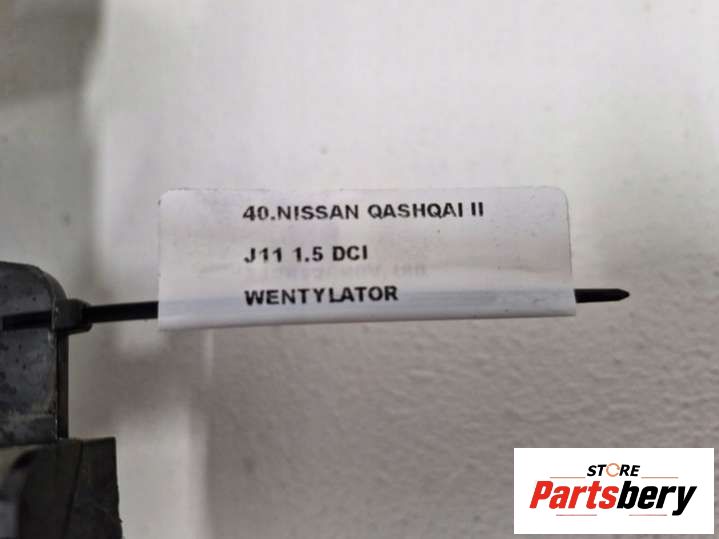 40.NISSAN QASHQAI II
J11 1.5 DCI
WENTYLATOR
STORE
Partsbery